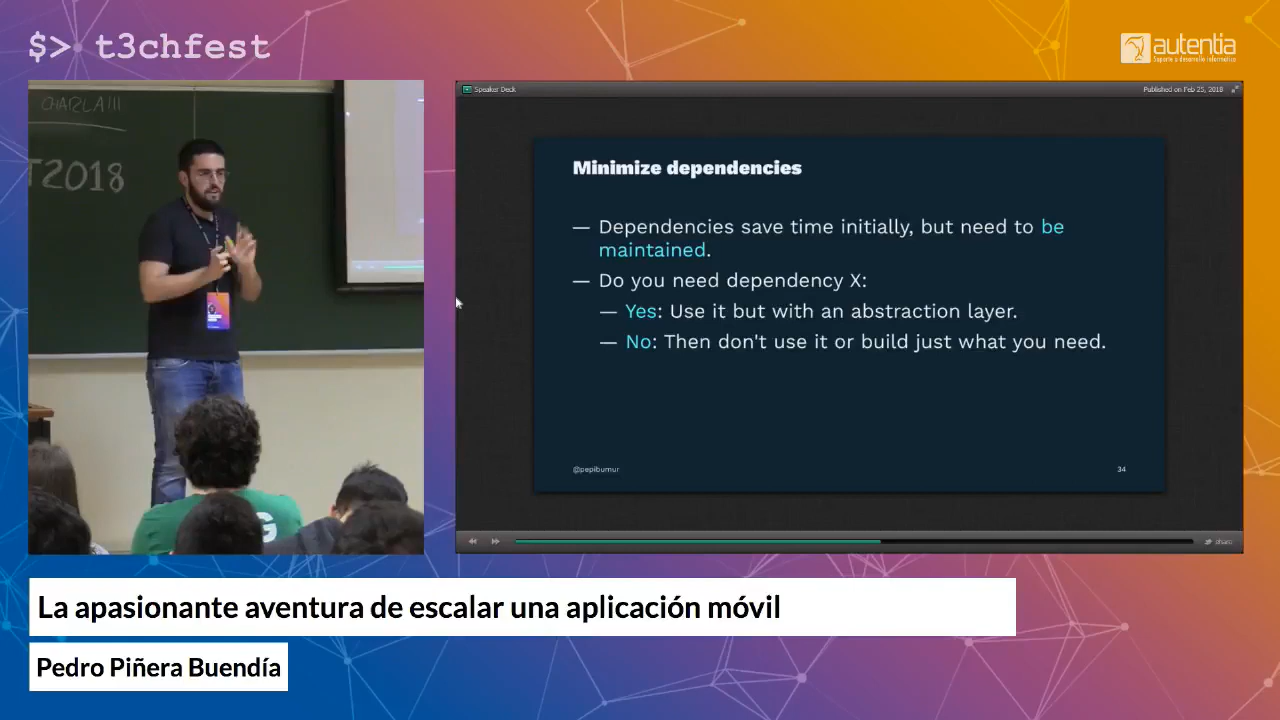 $> t3chfest
autentia
Soporte a desarrollo informático
CHARLA!!!
T2018
Speaker Deck
Published on Feb 25, 2018
Minimize dependencies
— Dependencies save time initially, but need to be
maintained.
— Do you need dependency X:
— Yes: Use it but with an abstraction layer.
— No: Then don't use it or build just what you need.
@pepibumur
34
share
G
La apasionante aventura de escalar una aplicación móvil
Pedro Piñera Buendía